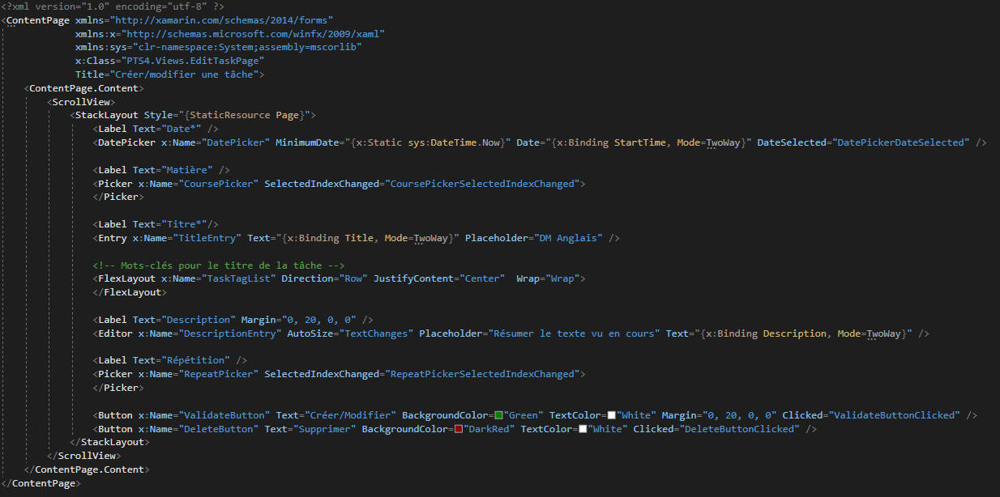 <?xml version="1.0" encoding="utf-8" ?>
<ContentPage xmlns="http://xamarin.com/schemas/2014/forms"
xmlns:x="http://schemas.microsoft.com/winfx/2009/xaml"
xmlns:sys="clr-namespace:System;assembly=mscorlib"
x:Class="PTS4.Views.EditTaskPage"
Title="Créer/modifier une tâche">
<ContentPage.Content>
<ScrollView>
<StackLayout Style="{StaticResource Page}">
<Label Text="Date*" />
<DatePicker x:Name="DatePicker" MinimumDate="{x:Static sys:DateTime.Now}" Date="{x:Binding StartTime, Mode=TwoWay}" DateSelected="DatePickerDateSelected" />
<Label Text="Matière" />
<Picker x:Name="CoursePicker" SelectedIndexChanged="CoursePickerSelectedIndexChanged">
</Picker>
<Label Text="Titre*"/>
<Entry x:Name="TitleEntry" Text="{x:Binding Title, Mode=TwoWay}" Placeholder="DM Anglais" />
<!-- Mots-clés pour le titre de la tâche -->
<FlexLayout x:Name="TaskTagList" Direction="Row" JustifyContent="Center"  Wrap="Wrap">
</FlexLayout>
<Label Text="Description" Margin="0, 20, 0, 0" />
<Editor x:Name="DescriptionEntry" AutoSize="TextChanges" Placeholder="Résumer le texte vu en cours" Text="{x:Binding Description, Mode=TwoWay}" />
<Label Text="Répétition" />
<Picker x:Name="RepeatPicker" SelectedIndexChanged="RepeatPickerSelectedIndexChanged">
</Picker>
<Button x:Name="ValidateButton" Text="Créer/Modifier" BackgroundColor="Green" TextColor="White" Margin="0, 20, 0, 0" Clicked="ValidateButtonClicked" />
<Button x:Name="DeleteButton" Text="Supprimer" BackgroundColor="DarkRed" TextColor="White" Clicked="DeleteButtonClicked" />
</StackLayout>
</ScrollView>
</ContentPage.Content>
</ContentPage>